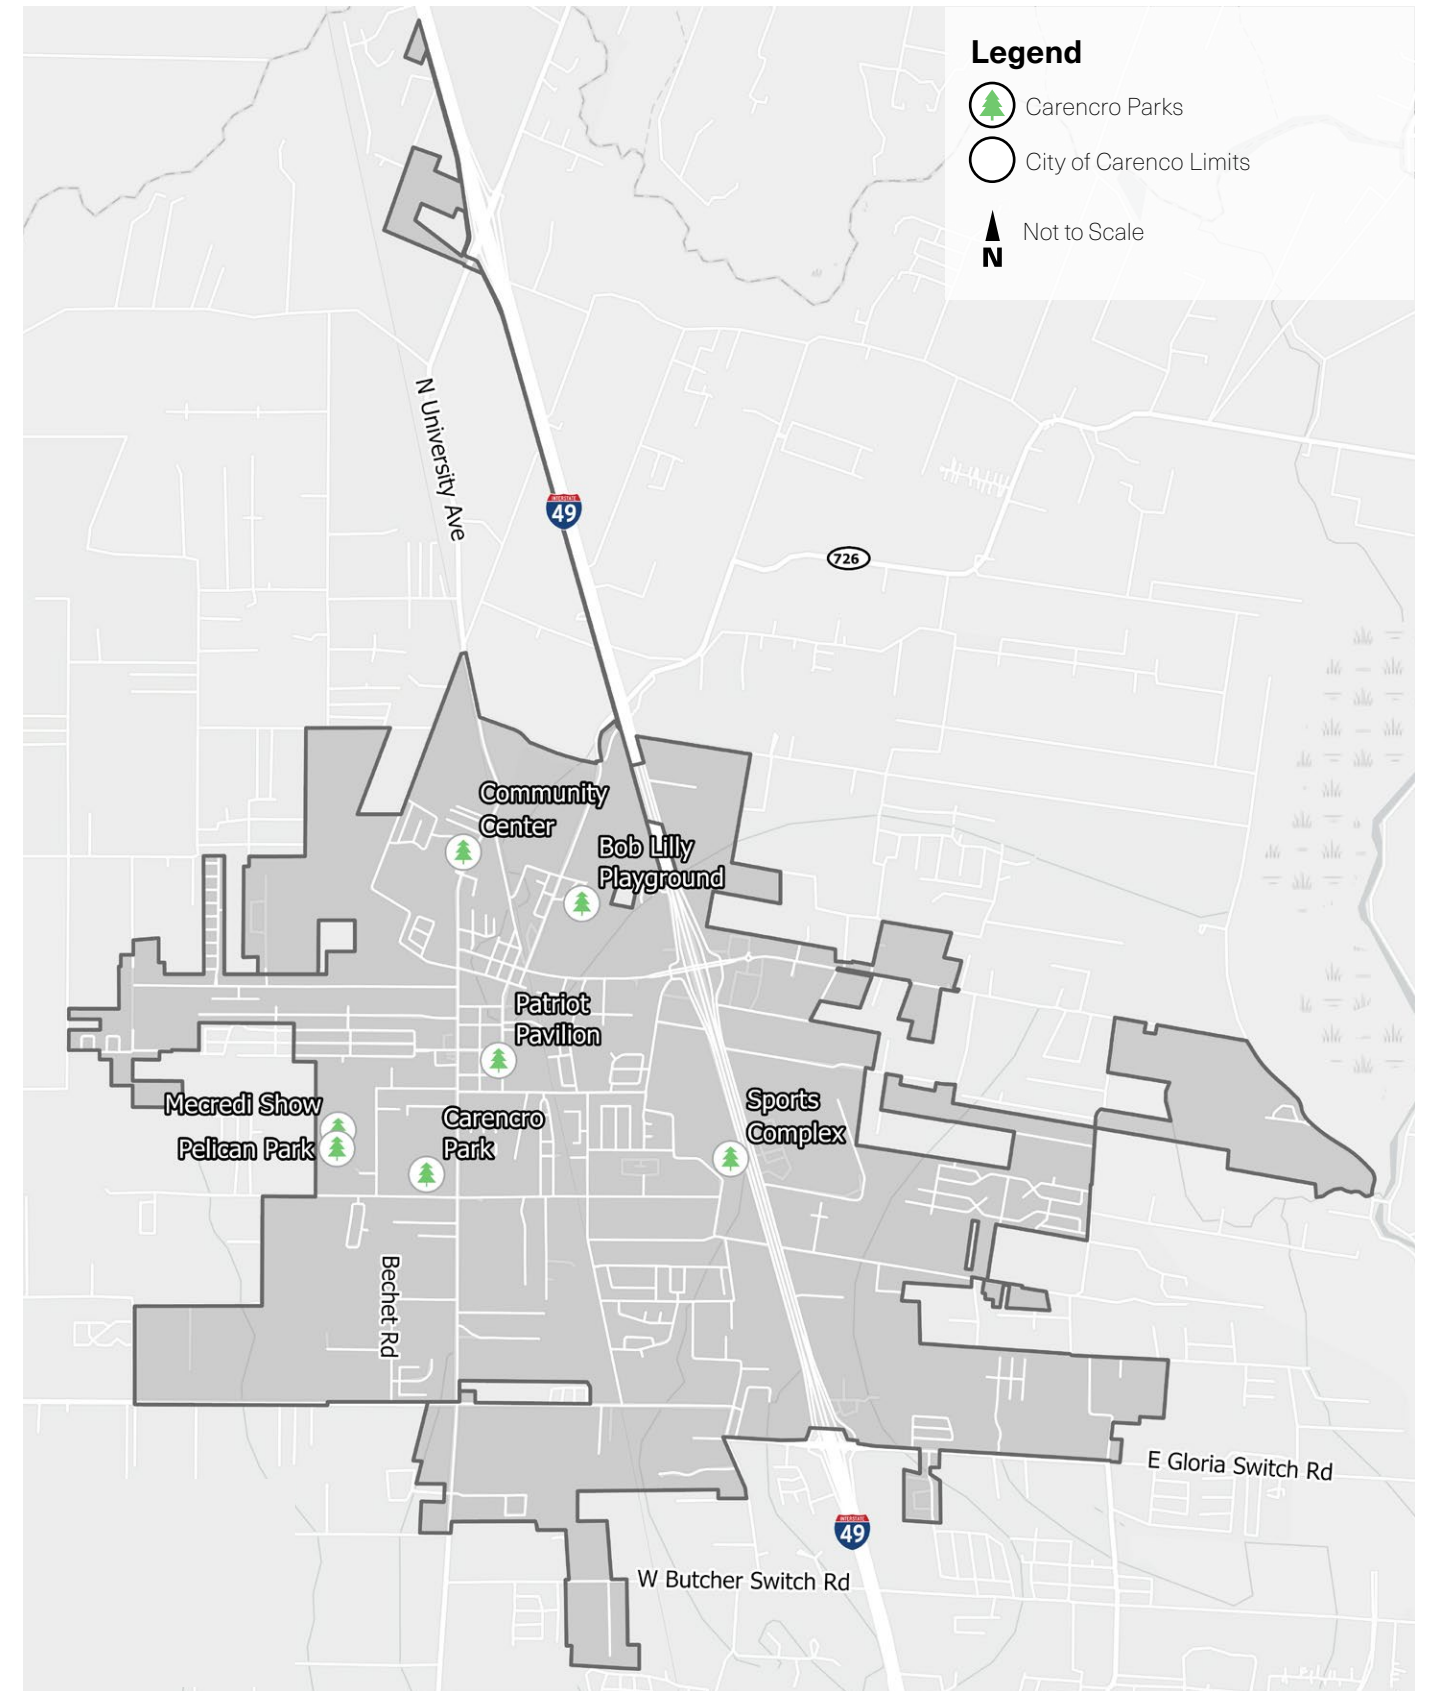 Legend
Carencro Parks
City of Carenco Limits
Not to Scale
N
N University Ave
INTERSTATE
49
726
Community
Center
Bob Lilly
Playground
Patriot
Pavilion
Mecredi Show
Pelican Park
Carencro
Park
Sports
Complex
Bechet Rd
E Gloria Switch Rd
INTERSTATE
49
W Butcher Switch Rd